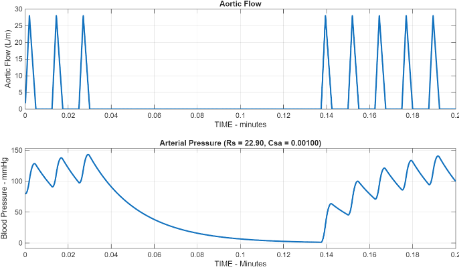 Aortic Flow
Aortic Flow (L/m)
30
25
20
15
10
5
0
0 0.02 0.04 0.06 0.08 0.1 0.12 0.14 0.16 0.18 0.2
TIME - minutes
Arterial Pressure (Rs = 22.90, Csa = 0.00100)
Blood Pressure - mmHg
150
100
50
0
0 0.02 0.04 0.06 0.08 0.1 0.12 0.14 0.16 0.18 0.2
TIME - Minutes